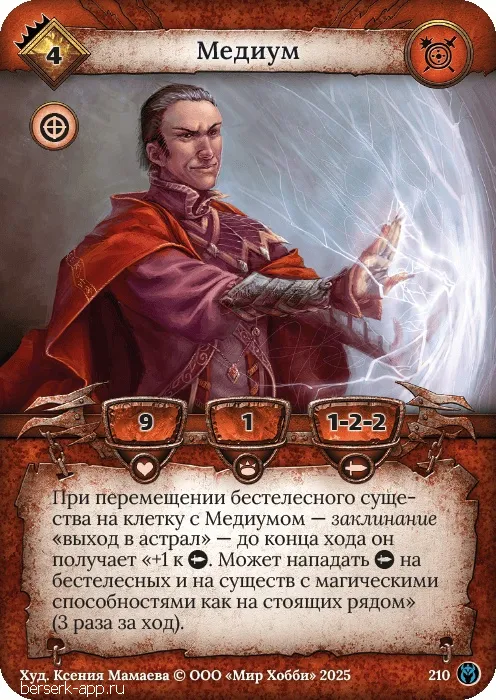 4
Медиум
9
1
1-2-2
При перемещении бестелесного суще-
ства на клетку с Медиумом — заклинание
«выход в астрал» — до конца хода он
получает «+1 к . Может нападать на
бестелесных и на существ с магическими
способностями как на стоящих рядом»
(3 раза за ход).
Худ. Ксения Мамаева © ООО «Мир Хобби» 2025
210
berserk-app.ru